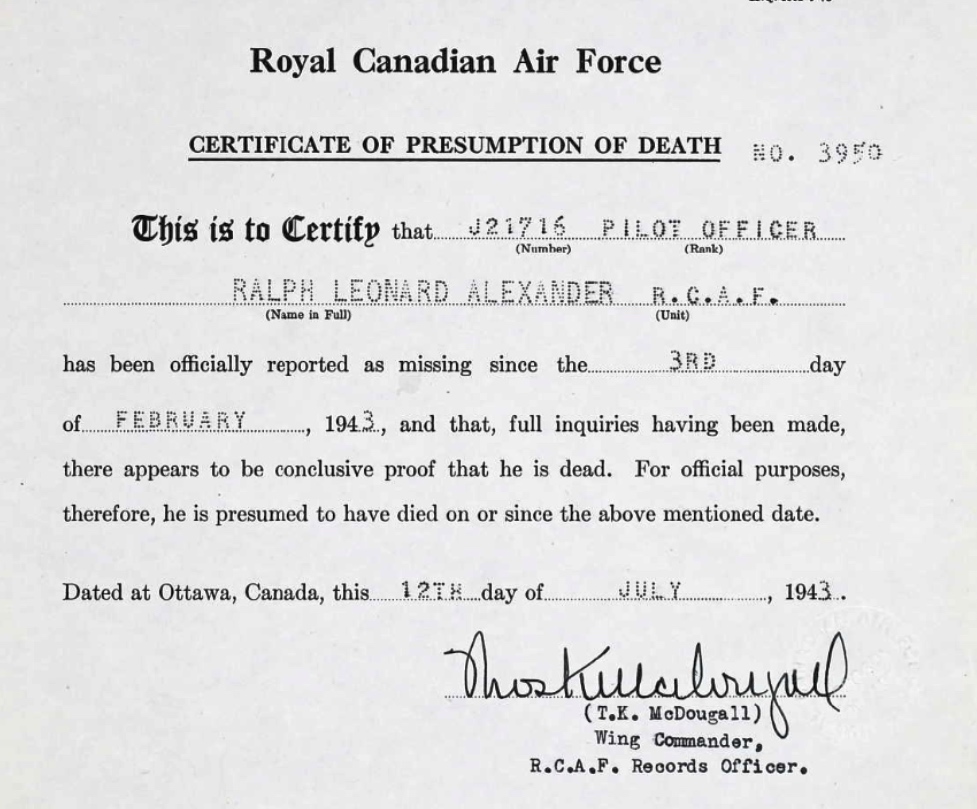 Royal Canadian Air Force
CERTIFICATE OF PRESUMPTION OF DEATH NO. 3950
This is to Certify that J21716 PILOT OFFICER
(Number) (Rank)
RALPH LEONARD ALEXANDER R.C.A.F.
(Name in Full) (Unit)
has been officially reported as missing since the 3RD day
of FEBRUARY, 1943, and that, full inquiries having been made,
there appears to be conclusive proof that he is dead. For official purposes,
therefore, he is presumed to have died on or since the above mentioned date.
Dated at Ottawa, Canada, this 12TH day of JULY, 1943.
Thos K McDougall
(T.K. McDougall)
Wing Commander,
R.C.A.F. Records Officer.